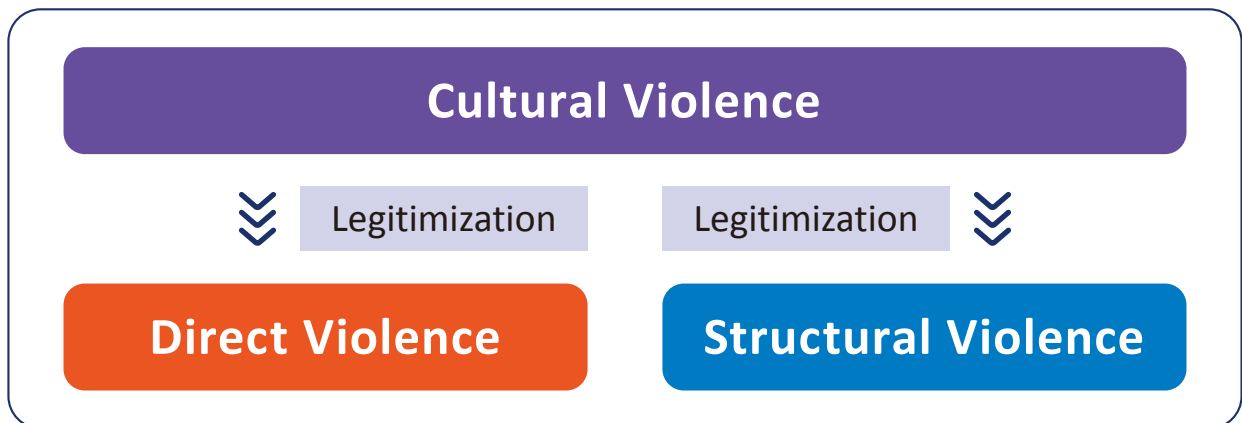 Cultural Violence
Legitimization
Legitimization
Direct Violence
Structural Violence